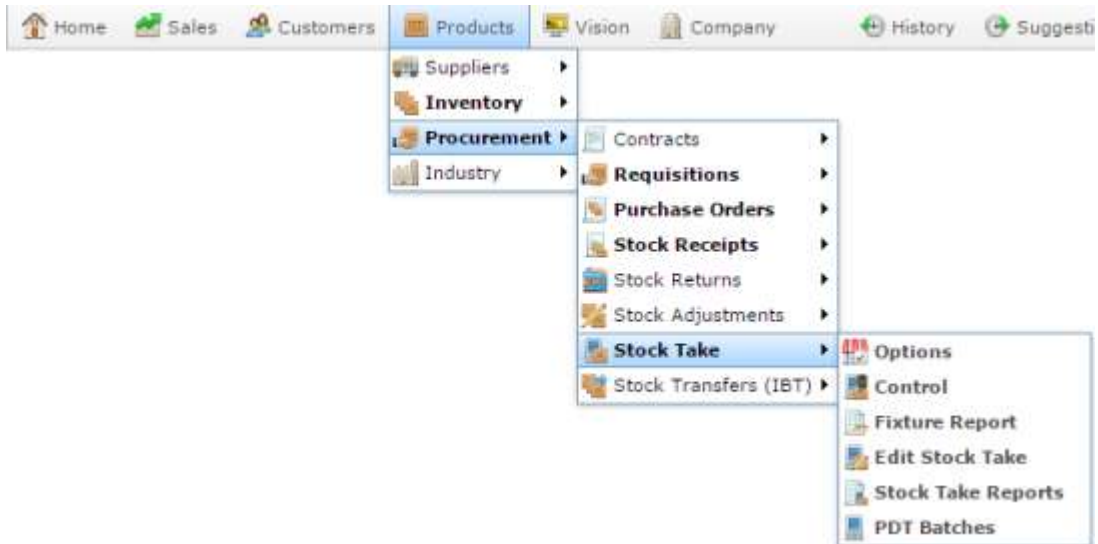 Home Sales Customers Products Vision Company History Suggesti
Suppliers
Inventory
Procurement
Industry
Contracts
Requisitions
Purchase Orders
Stock Receipts
Stock Returns
Stock Adjustments
Stock Take
Stock Transfers (IBT)
Options
Control
Fixture Report
Edit Stock Take
Stock Take Reports
PDT Batches